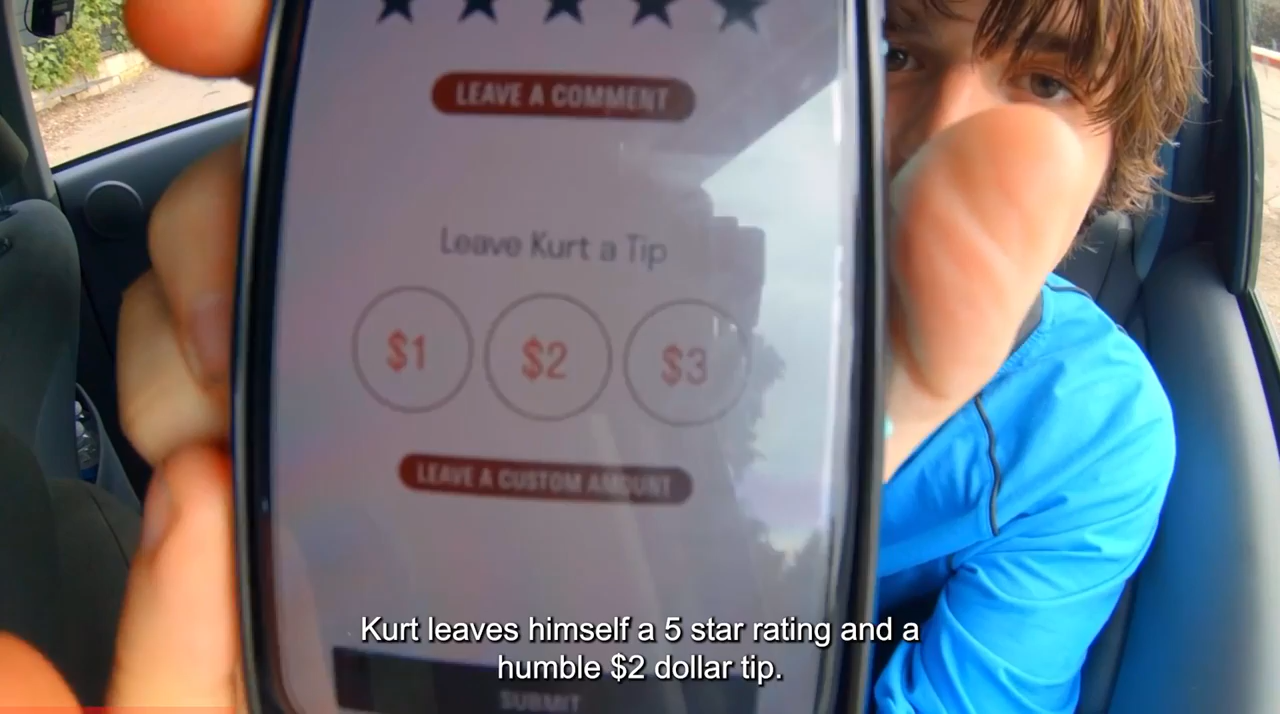 LEAVE A COMMENT
Leave Kurt a Tip
$1 $2 $3
LEAVE A CUSTOM AMOUNT
Kurt leaves himself a 5 star rating and a
humble $2 dollar tip.
SUBMIT